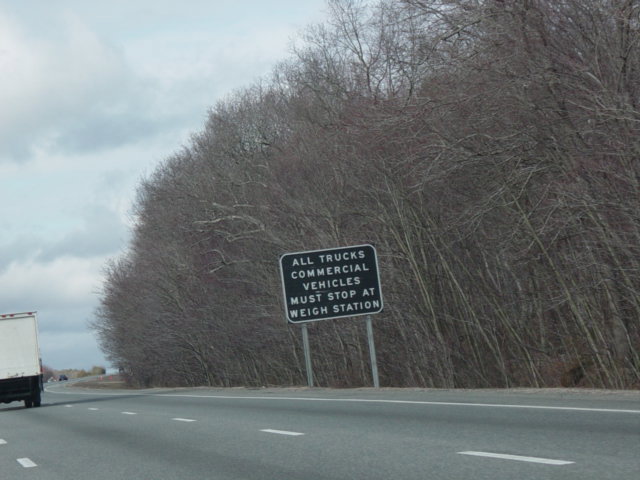 ALL TRUCKS
COMMERCIAL
VEHICLES
MUST STOP AT
WEIGH STATION